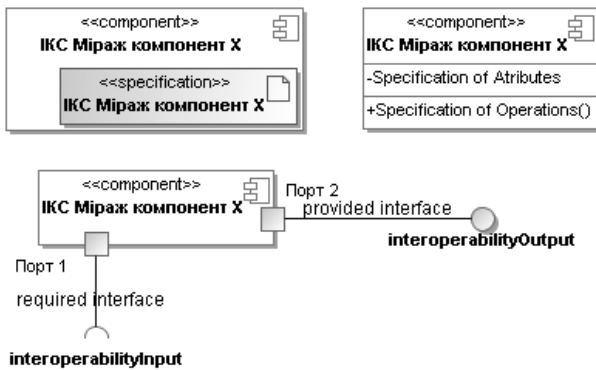 <<component>>
ІКС Міраж компонент Х
<<specification>>
ІКС Міраж компонент Х
<<component>>
ІКС Міраж компонент Х
-Specification of Atributes
+Specification of Operations()
<<component>>
ІКС Міраж компонент Х
Порт 2
provided interface
interoperabilityOutput
Порт 1
required interface
interoperabilityInput